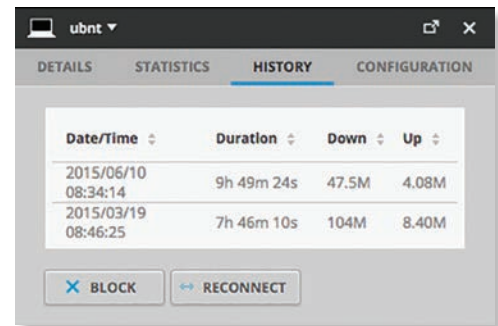 ubnt
DETAILS STATISTICS HISTORY CONFIGURATION
Date/Time Duration Down Up
2015/06/10
08:34:14 9h 49m 24s 47.5M 4.08M
2015/03/19
08:46:25 7h 46m 10s 104M 8.40M
BLOCK RECONNECT